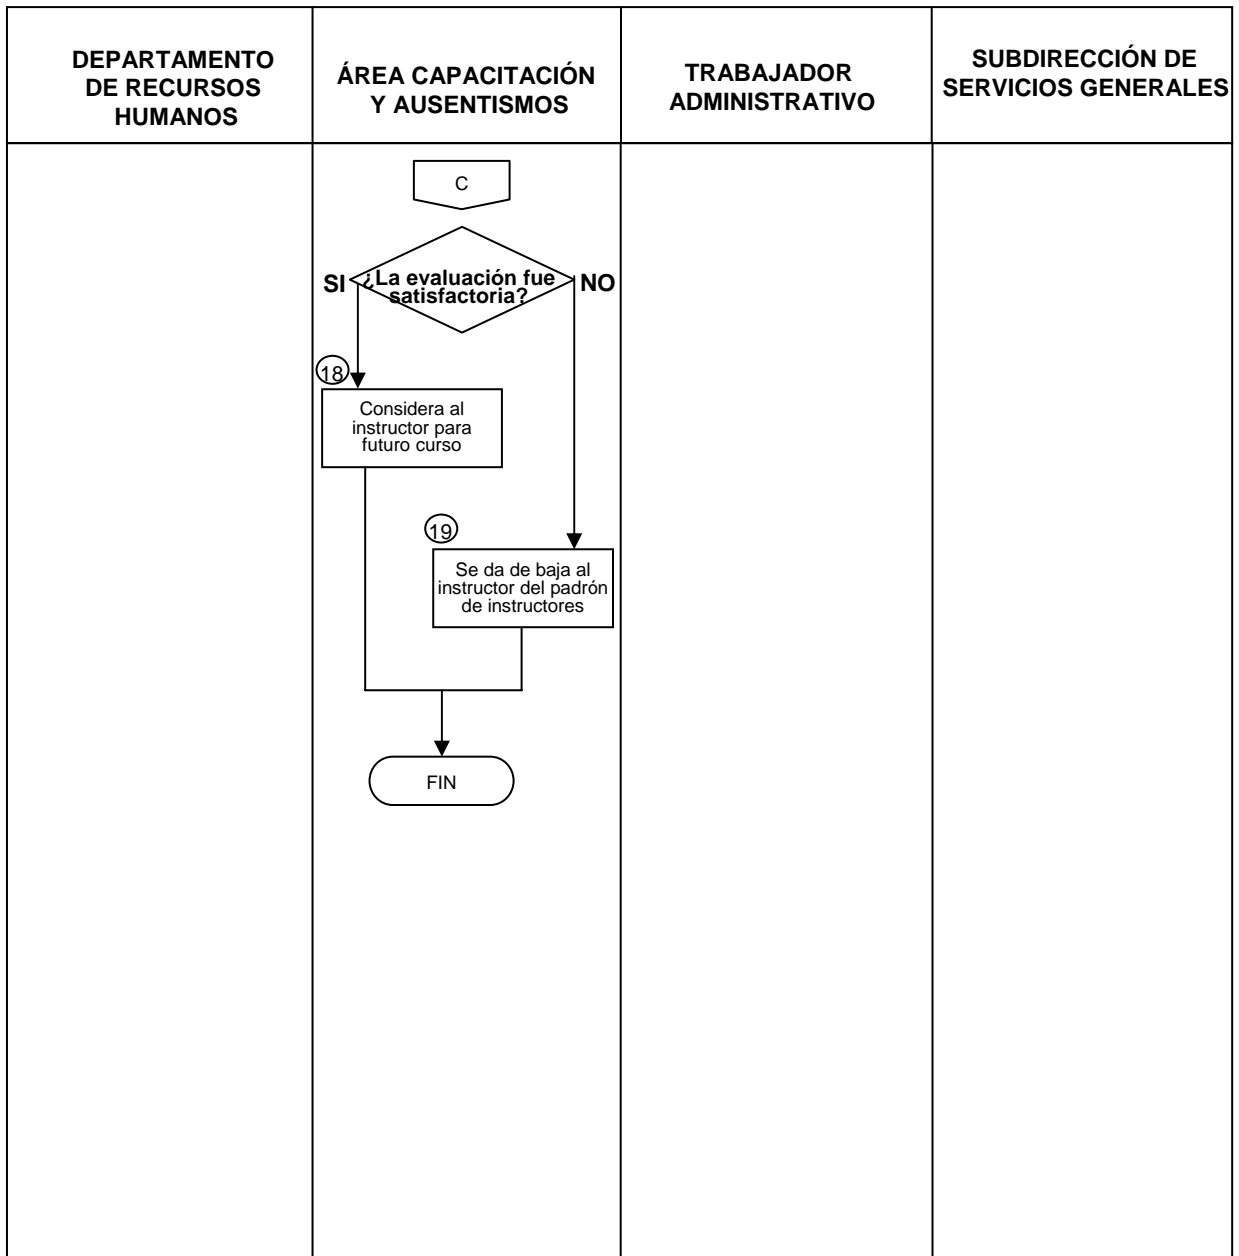 DEPARTAMENTO
DE RECURSOS
HUMANOS
ÁREA CAPACITACIÓN
Y AUSENTISMOS
TRABAJADOR
ADMINISTRATIVO
SUBDIRECCIÓN DE
SERVICIOS GENERALES
C
SI
¿La evaluación fue
satisfactoria?
NO
18
Considera al
instructor para
futuro curso
19
Se da de baja al
instructor del padrón
de instructores
FIN